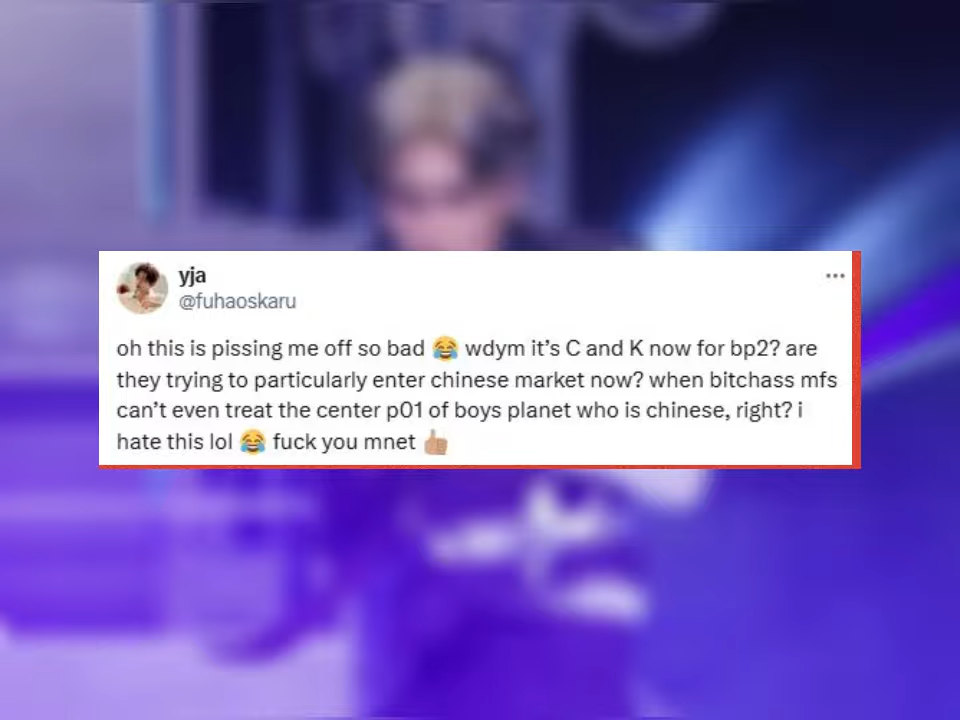 yja
@fuhaoskaru
oh this is pissing me off so bad 😂 wdym it’s C and K now for bp2? are
they trying to particularly enter chinese market now? when bitchass mfs
can’t even treat the center p01 of boys planet who is chinese, right? i
hate this lol 😂 fuck you mnet 👍🏽